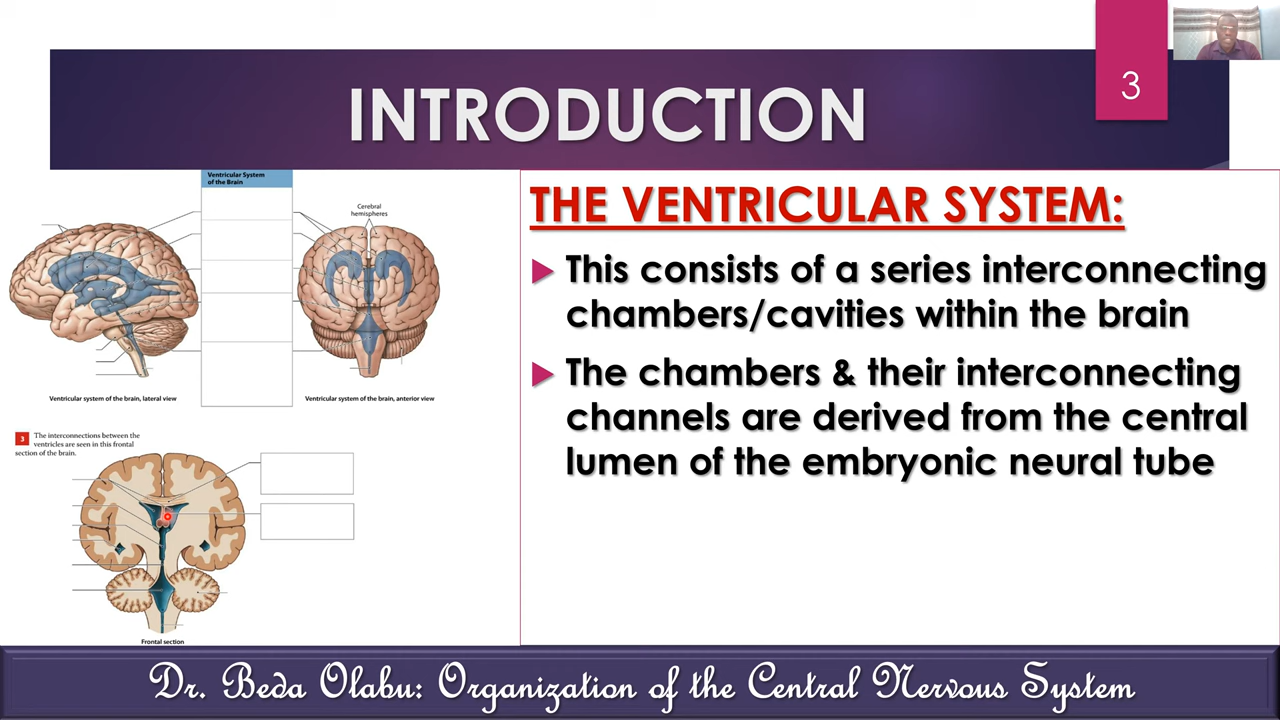 3
INTRODUCTION
Ventricular System
of the Brain
Cerebral
hemispheres
Ventricular system of the brain, lateral view
Ventricular system of the brain, anterior view
3 The interconnections between the
ventricles are seen in this frontal
section of the brain.
Frontal section
THE VENTRICULAR SYSTEM:
This consists of a series interconnecting
chambers/cavities within the brain
The chambers & their interconnecting
channels are derived from the central
lumen of the embryonic neural tube
Dr. Beda Olabu: Organization of the Central Nervous System